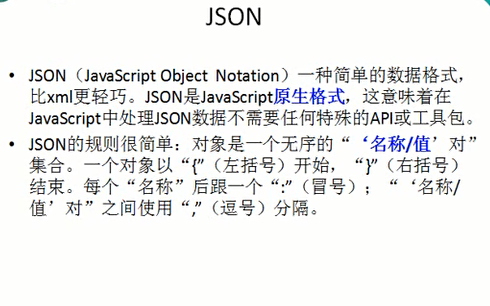 JSON
• JSON（JavaScript Object Notation）一种简单的数据格式，
比xml更轻巧。JSON是JavaScript原生格式，这意味着在
JavaScript中处理JSON数据不需要任何特殊的API或工具包。
• JSON的规则很简单：对象是一个无序的“‘名称/值’对”
集合。一个对象以“{”（左括号）开始，“}”（右括号）
结束。每个“名称”后跟一个“:”（冒号）；“‘名称/
值’对”之间使用“,”（逗号）分隔。